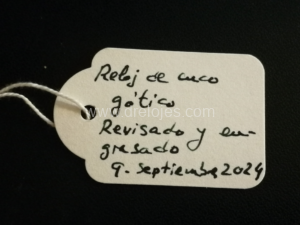 Reloj de cuco
gótico
Revisado y en-
grasado
9. septiembre 2024